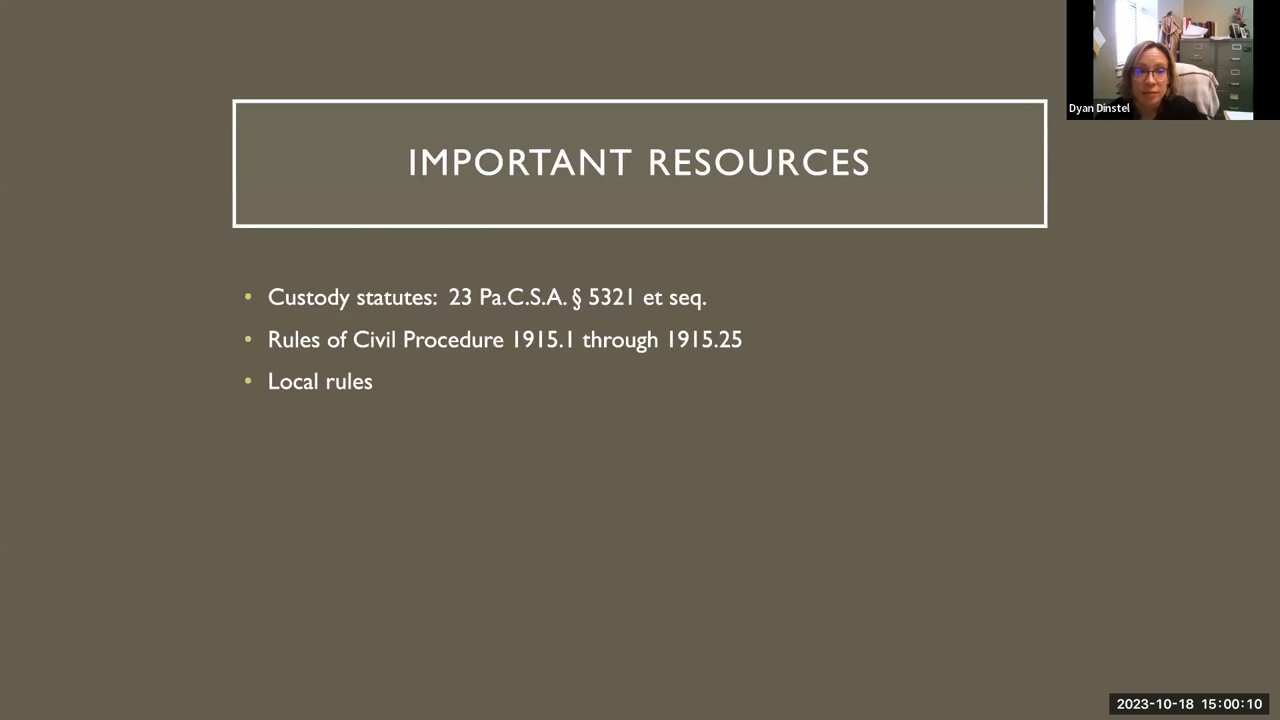 Dyan Dinstel
IMPORTANT RESOURCES
• Custody statutes:  23 Pa.C.S.A. § 5321 et seq.
• Rules of Civil Procedure 1915.1 through 1915.25
• Local rules
2023-10-18 15:00:10